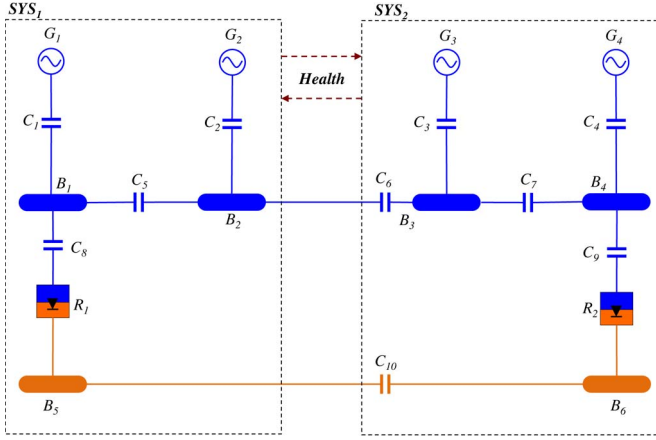 SYS1 SYS2
G1 G2 G3 G4
Health
C1 C2 C3 C4
B1 C5 C6 C7 B4
B2 B3
C8 C9
R1 R2
C10
B5 B6